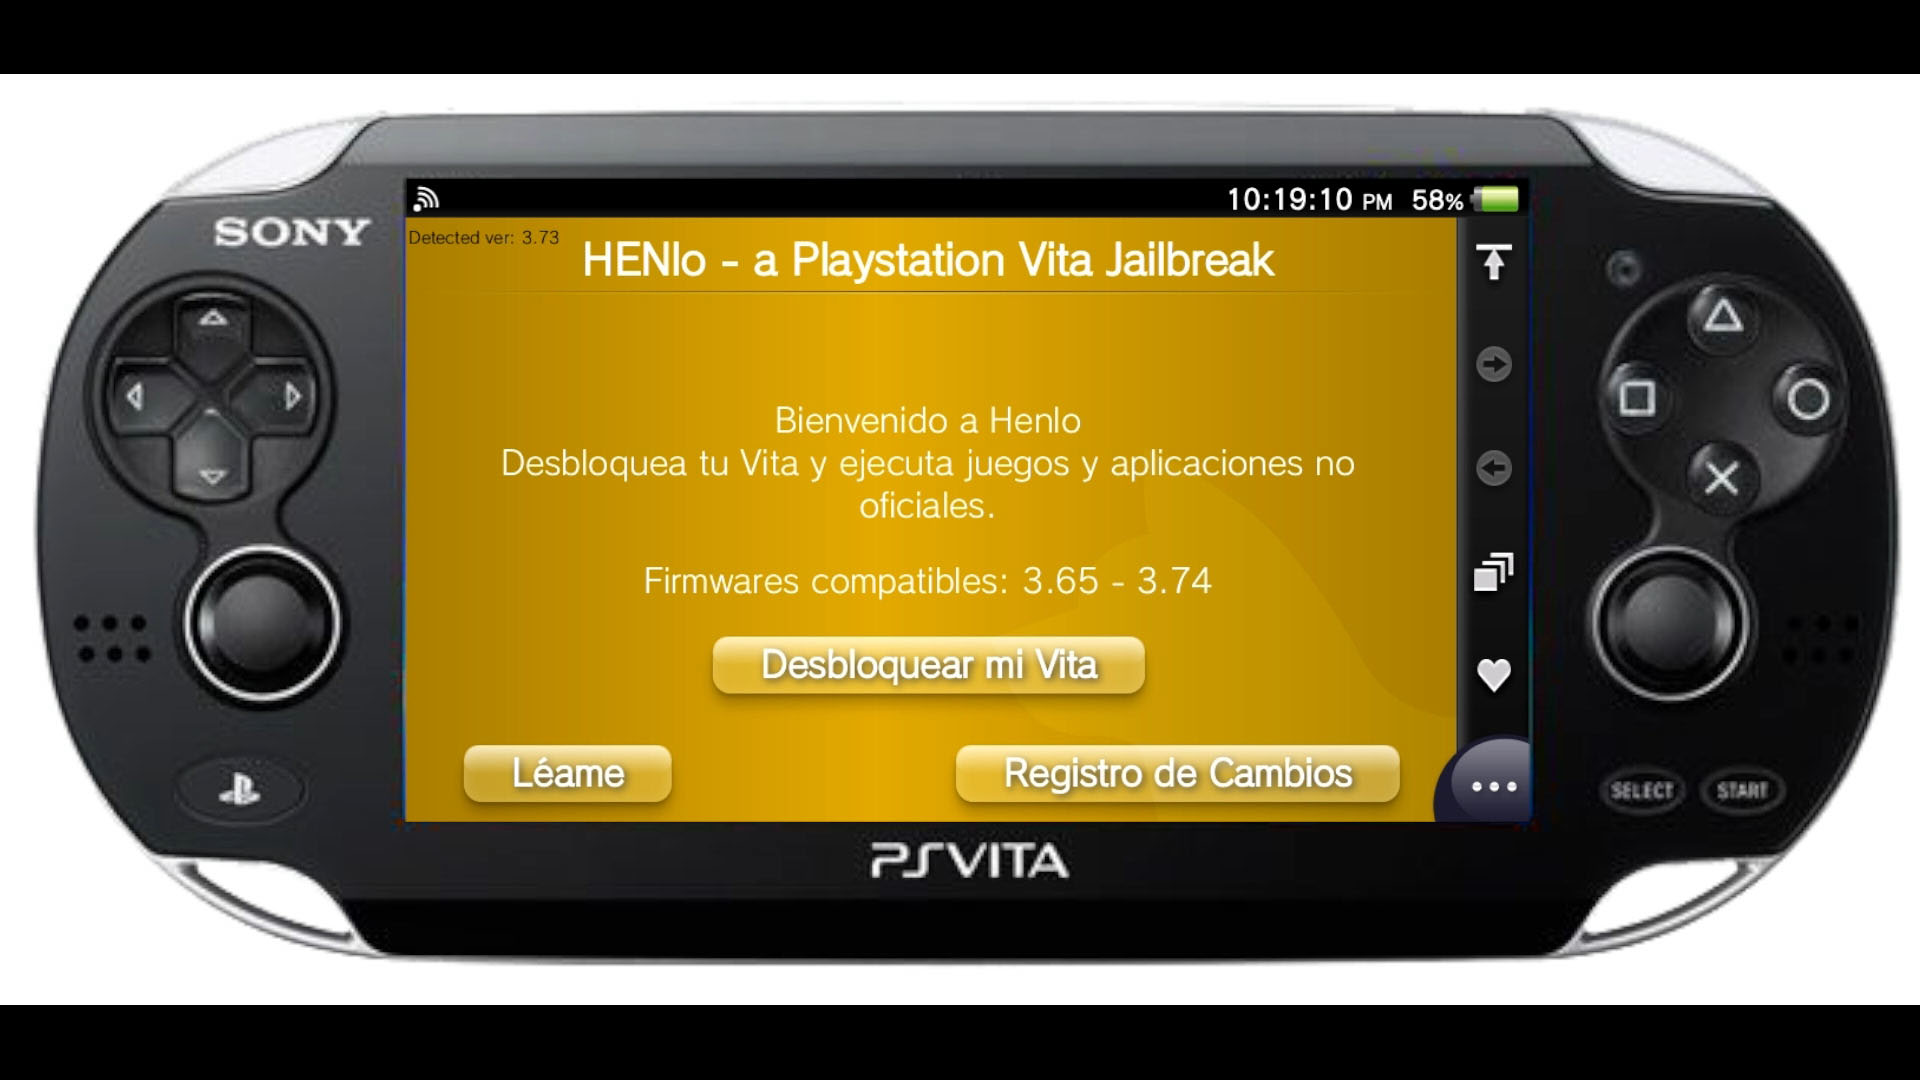 SONY
10:19:10 PM 58%
Detected ver: 3.73
HENlo - a Playstation Vita Jailbreak
Bienvenido a Henlo
Desbloquea tu Vita y ejecuta juegos y aplicaciones no
oficiales.
Firmwares compatibles: 3.65 - 3.74
Desbloquear mi Vita
Léame
Registro de Cambios
SELECT
START
PSVITA